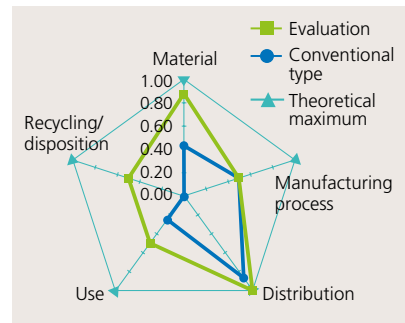 Evaluation
Conventional
type
Theoretical
maximum
Material
1.00
0.80
0.60
0.40
0.20
0.00
Recycling/
disposition
Manufacturing
process
Use
Distribution